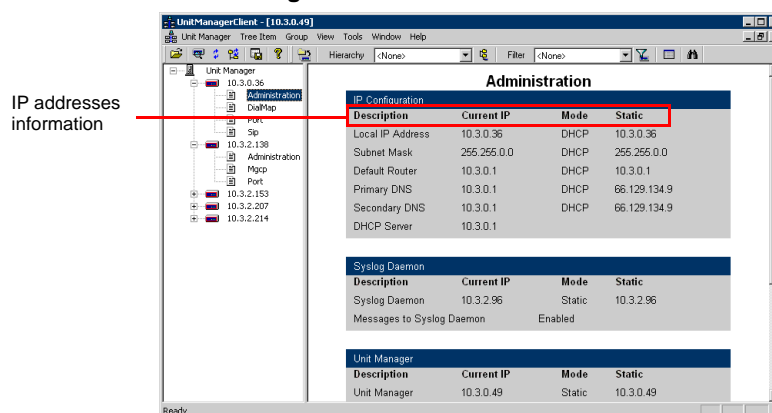 UnitManagerClient - [10.3.0.49]
Unit Manager Tree Item Group View Tools Window Help
Hierarchy <None> Filter <None>
Unit Manager
10.3.0.36
Administration
DialMap
Port
Sip
10.3.2.138
Administration
Mgcp
Port
10.3.2.153
10.3.2.207
10.3.2.214
IP addresses
information
Administration
IP Configuration
Description Current IP Mode Static
Local IP Address 10.3.0.36 DHCP 10.3.0.36
Subnet Mask 255.255.0.0 DHCP 255.255.0.0
Default Router 10.3.0.1 DHCP 10.3.0.1
Primary DNS 10.3.0.1 DHCP 66.129.134.9
Secondary DNS 10.3.0.1 DHCP 66.129.134.9
DHCP Server 10.3.0.1
Syslog Daemon
Description Current IP Mode Static
Syslog Daemon 10.3.2.96 Static 10.3.2.96
Messages to Syslog Daemon Enabled
Unit Manager
Description Current IP Mode Static
Unit Manager 10.3.0.49 Static 10.3.0.49
Ready